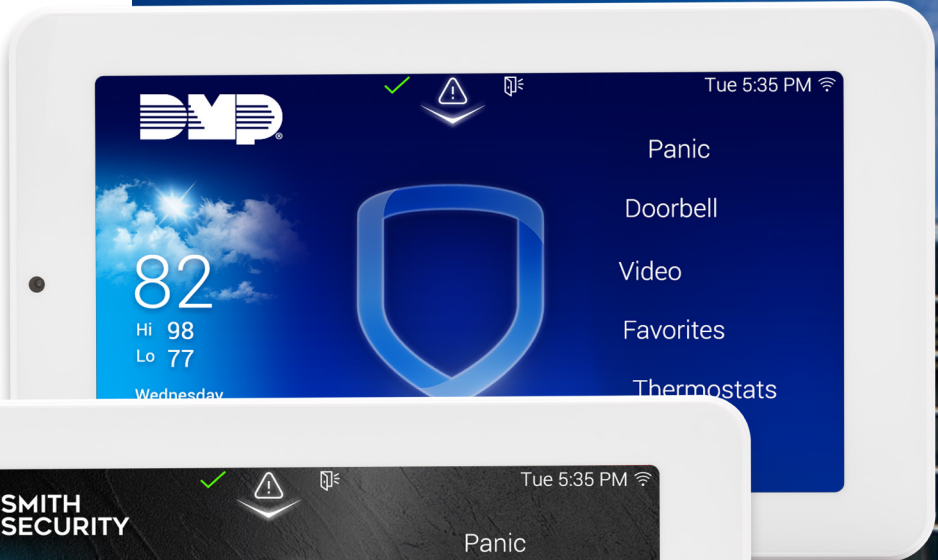 DMP®
Tue 5:35 PM
Panic
Doorbell
82
Video
Hi 98
Favorites
Lo 77
Wednesday
Thermostats
Tue 5:35 PM
SMITH
SECURITY
Panic